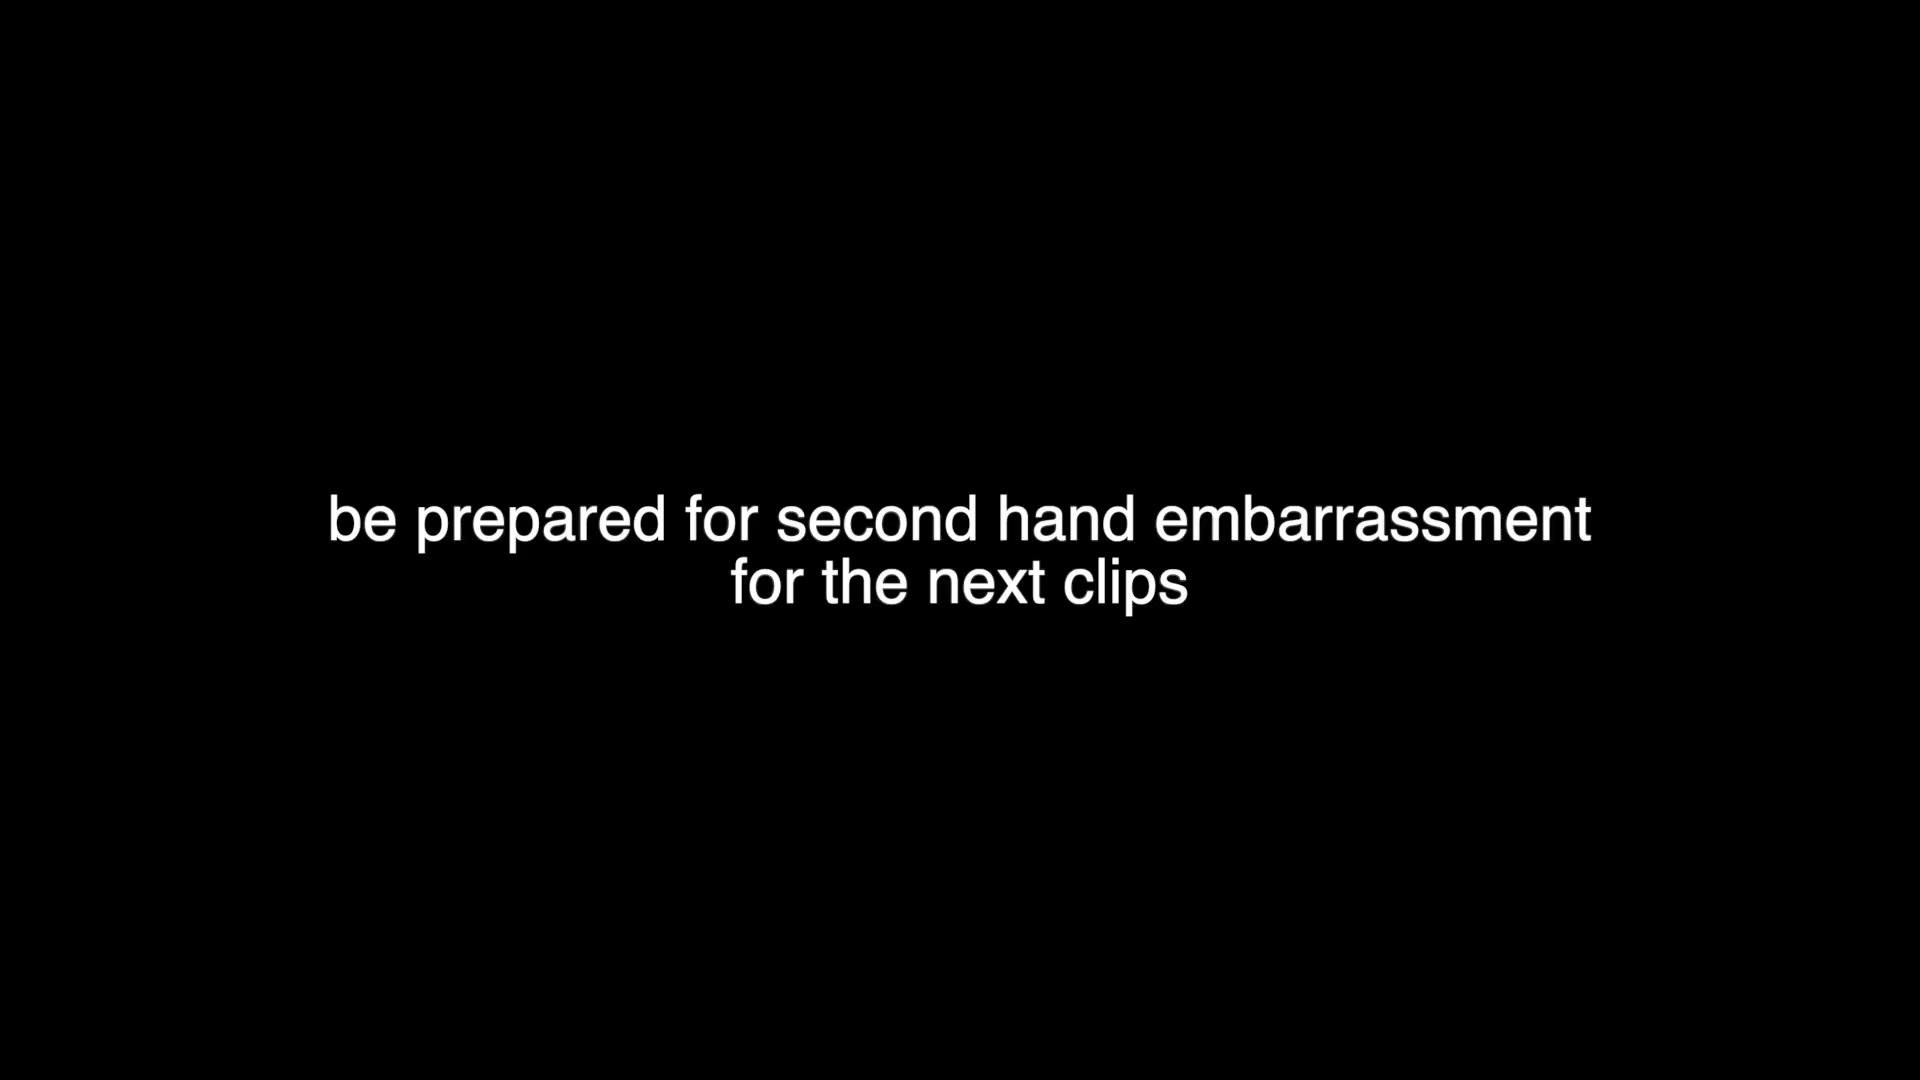 be prepared for second hand embarrassment
for the next clips